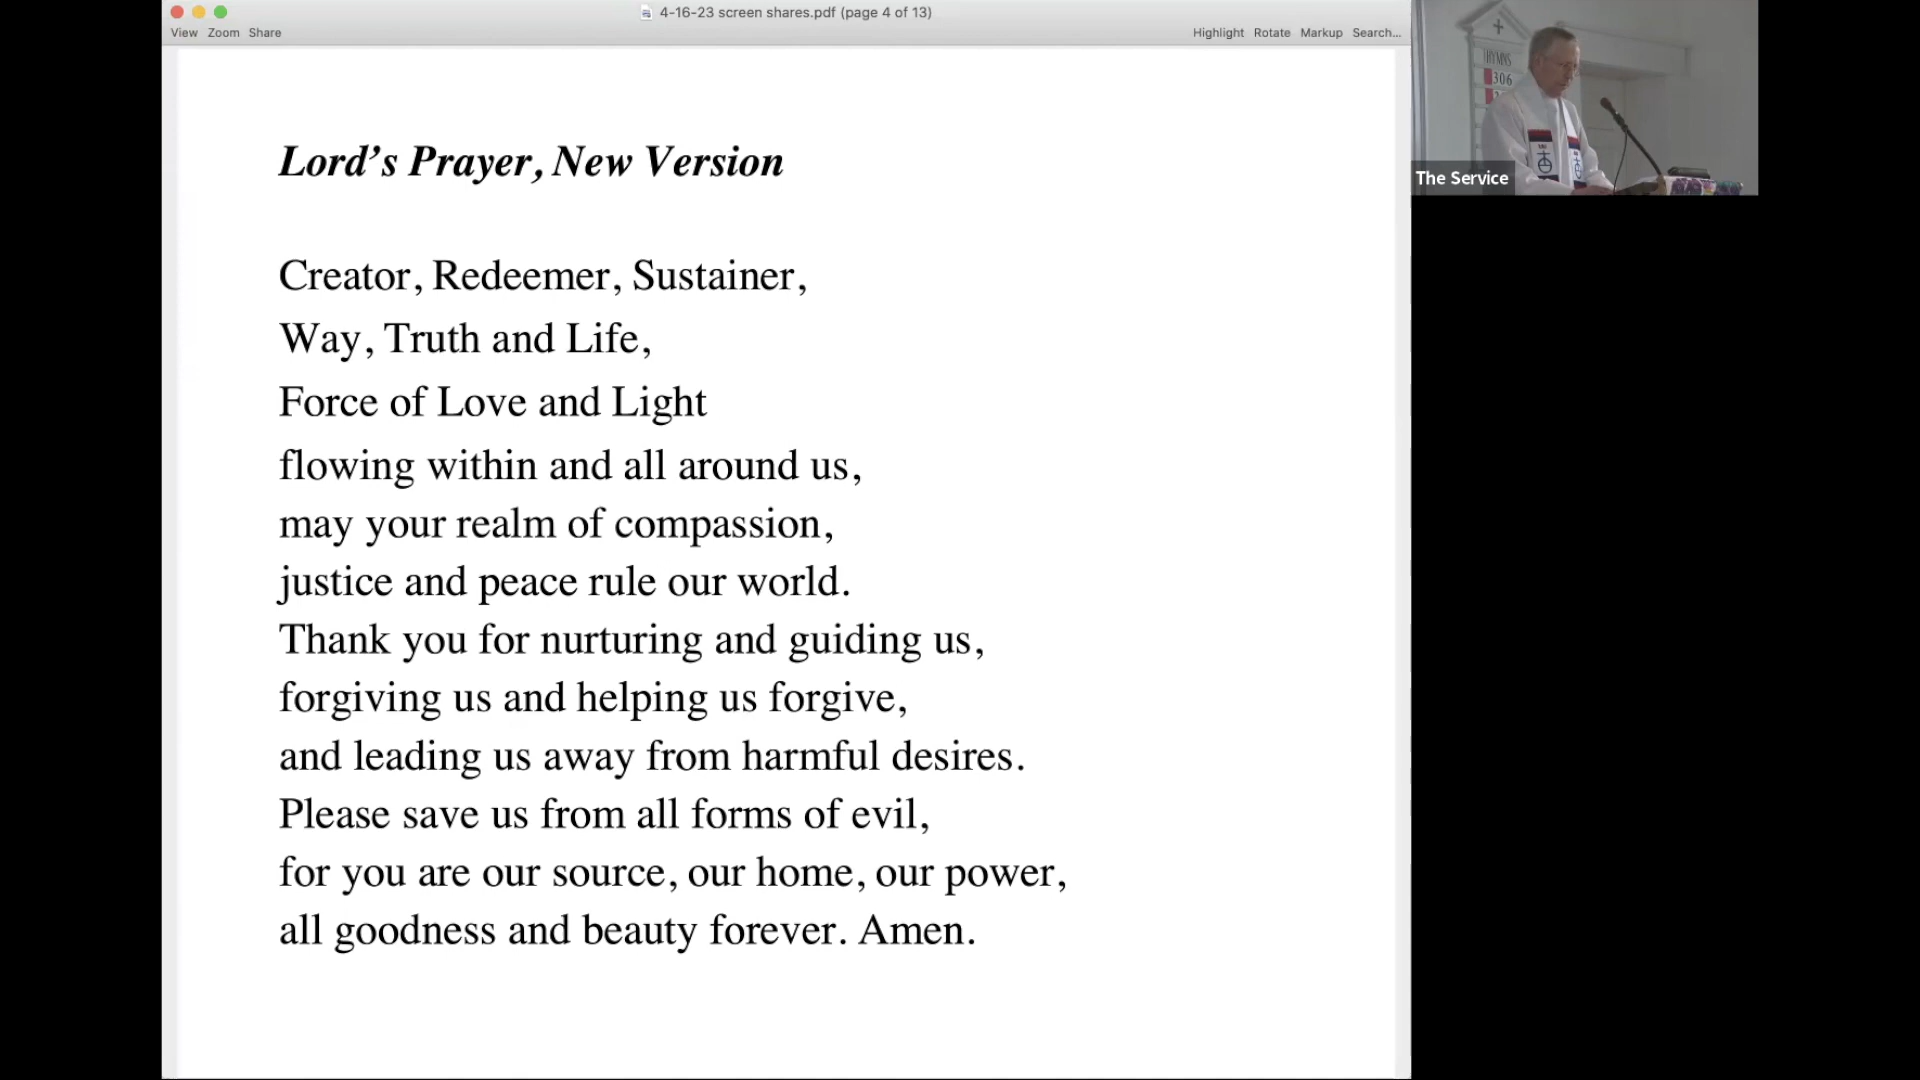 4-16-23 screen shares.pdf (page 4 of 13)
View Zoom Share
Highlight Rotate Markup Search...
Lord’s Prayer, New Version
Creator, Redeemer, Sustainer,
Way, Truth and Life,
Force of Love and Light
flowing within and all around us,
may your realm of compassion,
justice and peace rule our world.
Thank you for nurturing and guiding us,
forgiving us and helping us forgive,
and leading us away from harmful desires.
Please save us from all forms of evil,
for you are our source, our home, our power,
all goodness and beauty forever. Amen.
HYMNS
306
The Service